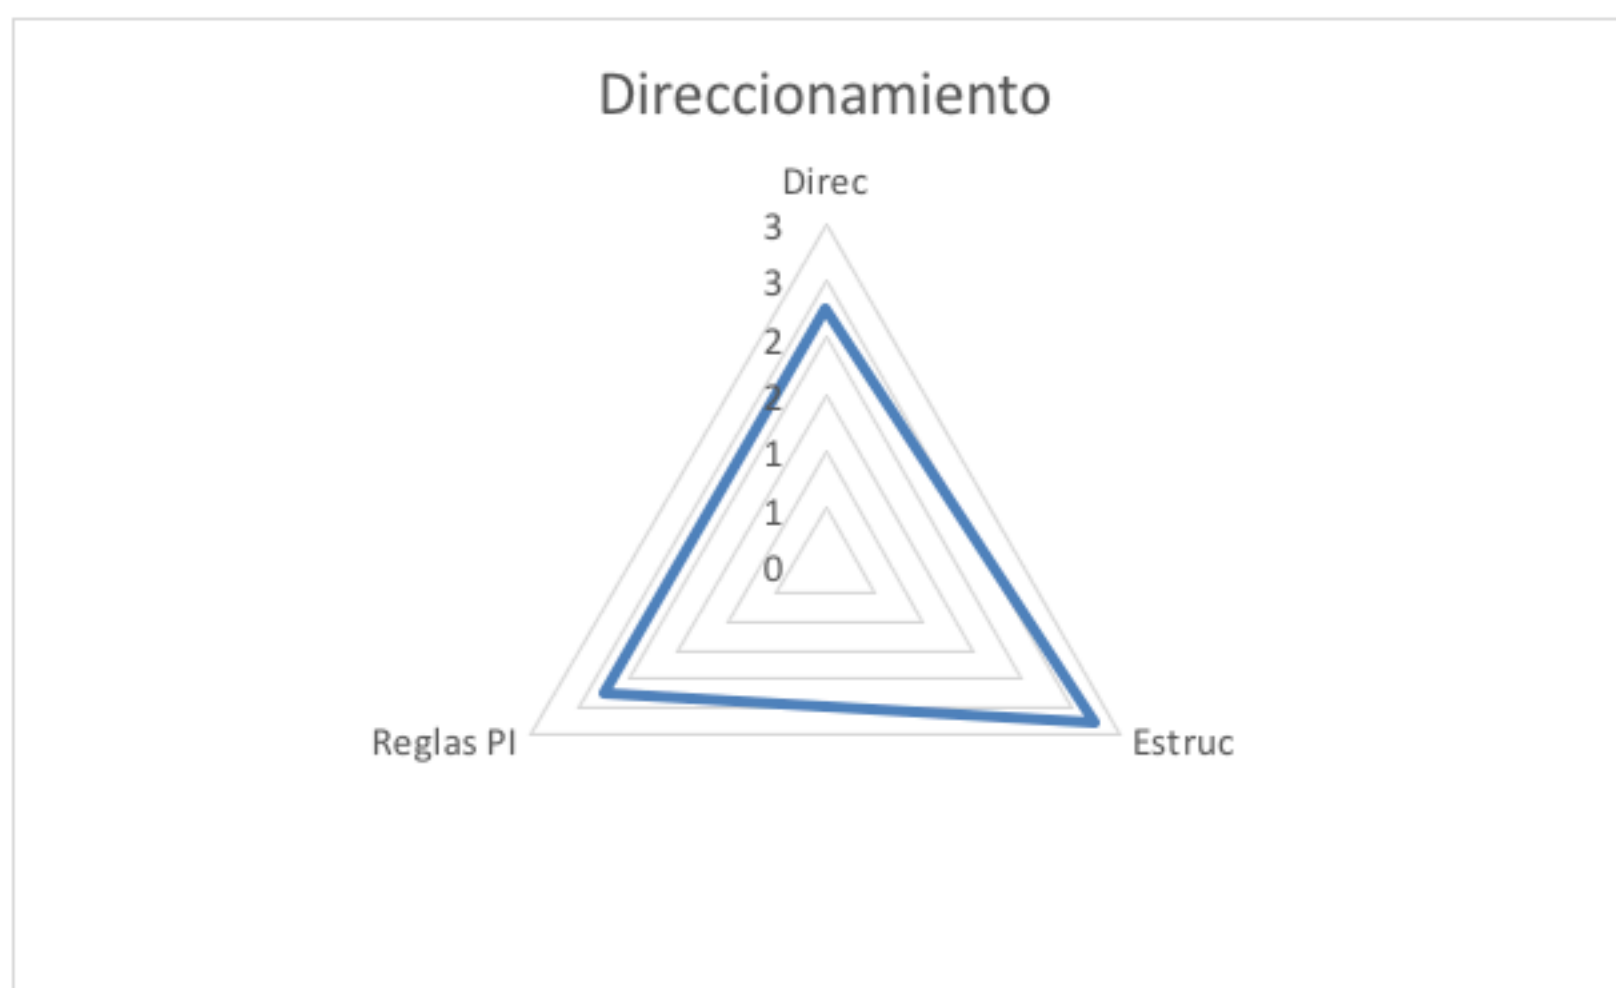 Direccionamiento
Direc
3
3
2
2
1
1
0
Reglas PI
Estruc